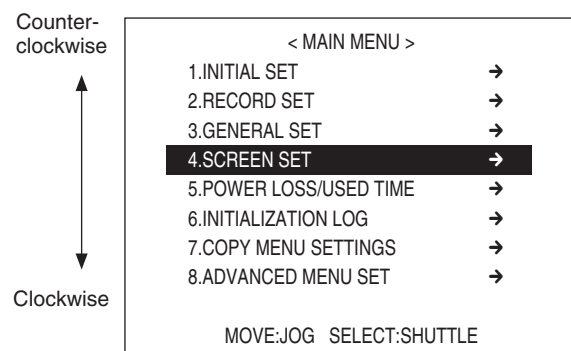 Counter-
clockwise
< MAIN MENU >
1.INITIAL SET →
2.RECORD SET →
3.GENERAL SET →
4.SCREEN SET →
5.POWER LOSS/USED TIME →
6.INITIALIZATION LOG →
7.COPY MENU SETTINGS →
8.ADVANCED MENU SET →
Clockwise
MOVE:JOG SELECT:SHUTTLE